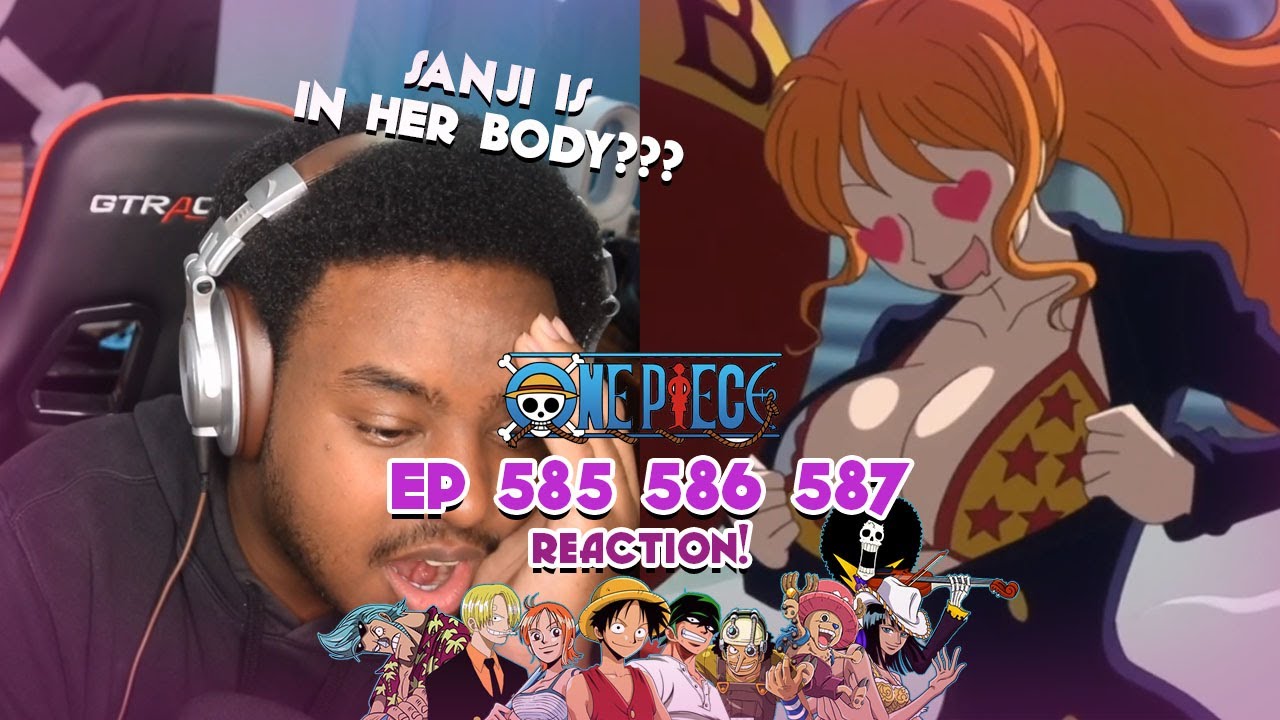 SANJI IS
IN HER BODY???
GTRAC
B
ONE PIECE
EP 585 586 587
REACTION!